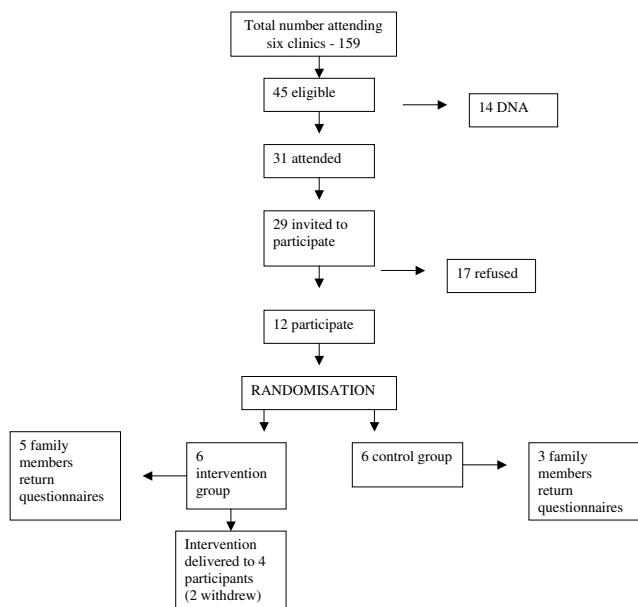 Total number attending
six clinics - 159
45 eligible
14 DNA
31 attended
29 invited to
participate
17 refused
12 participate
RANDOMISATION
5 family
members
return
questionnaires
6
intervention
group
6 control group
3 family
members
return
questionnaires
Intervention
delivered to 4
participants
(2 withdrew)